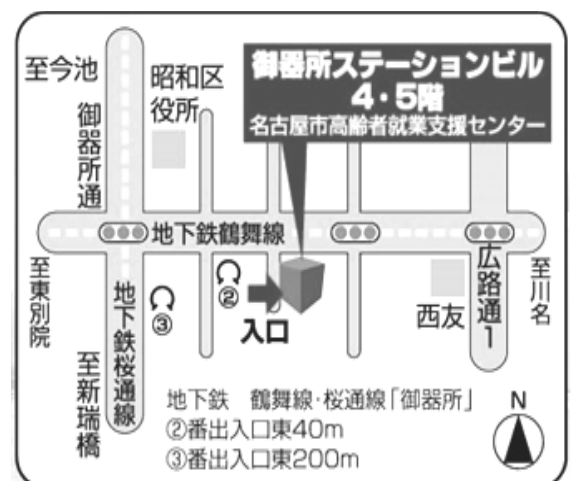 御器所ステーションビル
4・5階
名古屋市高齢者就業支援センター
至今池
御器所通
昭和区
役所
地下鉄鶴舞線
至東別院
地下鉄桜通線
至新瑞橋
③
②
入口
西友
広路通1
至川名
地下鉄 鶴舞線・桜通線「御器所」
②番出入口東40m
③番出入口東200m
N